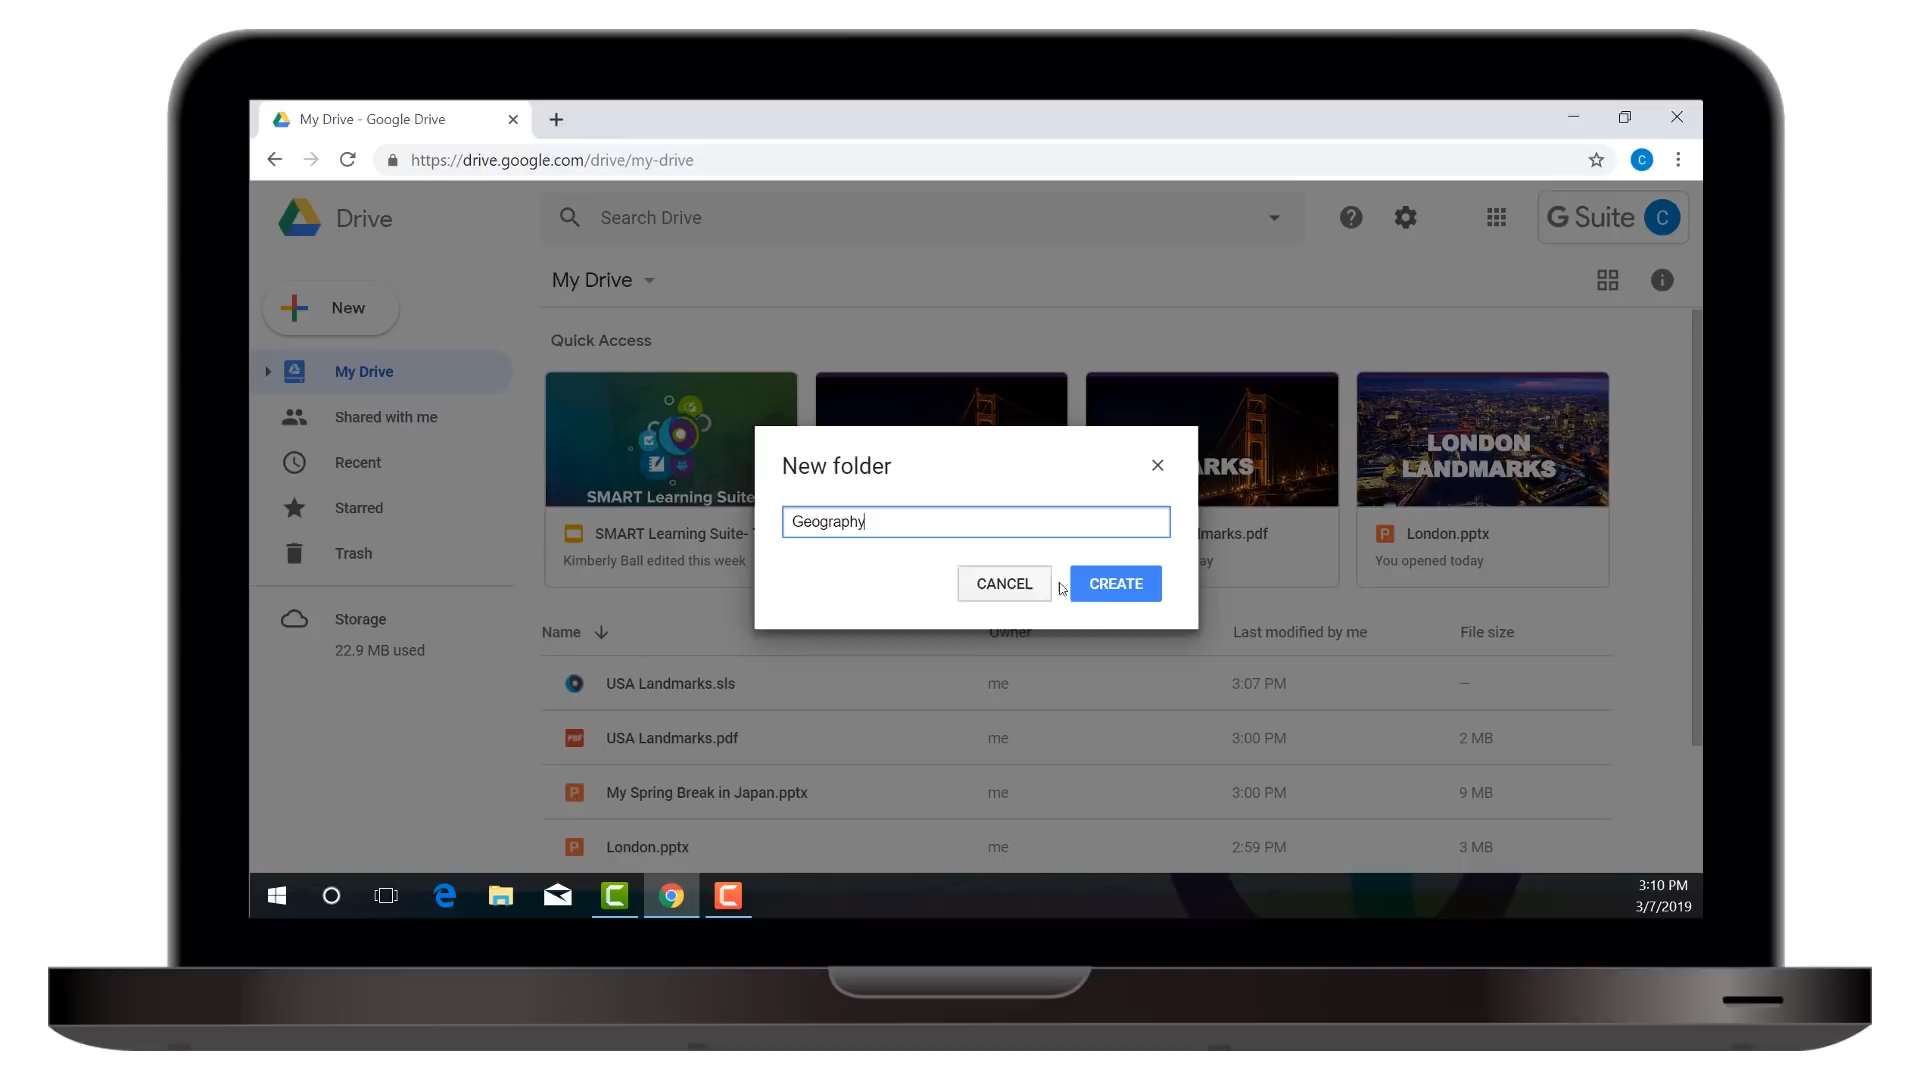 My Drive - Google Drive
https://drive.google.com/drive/my-drive
C
Drive
Search Drive
G Suite C
My Drive
New
Quick Access
My Drive
Shared with me
Recent
Starred
Trash
Storage
22.9 MB used
SMART Learning Suite
LONDON
LANDMARKS
SMART Learning Suite-
Kimberly Ball edited this week
London.pptx
You opened today
New folder
Geography
CANCEL
CREATE
Name
Owner
Last modified by me
File size
USA Landmarks.sls
me
3:07 PM
—
PDF
USA Landmarks.pdf
me
3:00 PM
2 MB
P
My Spring Break in Japan.pptx
me
3:00 PM
9 MB
P
London.pptx
me
2:59 PM
3 MB
3:10 PM
3/7/2019